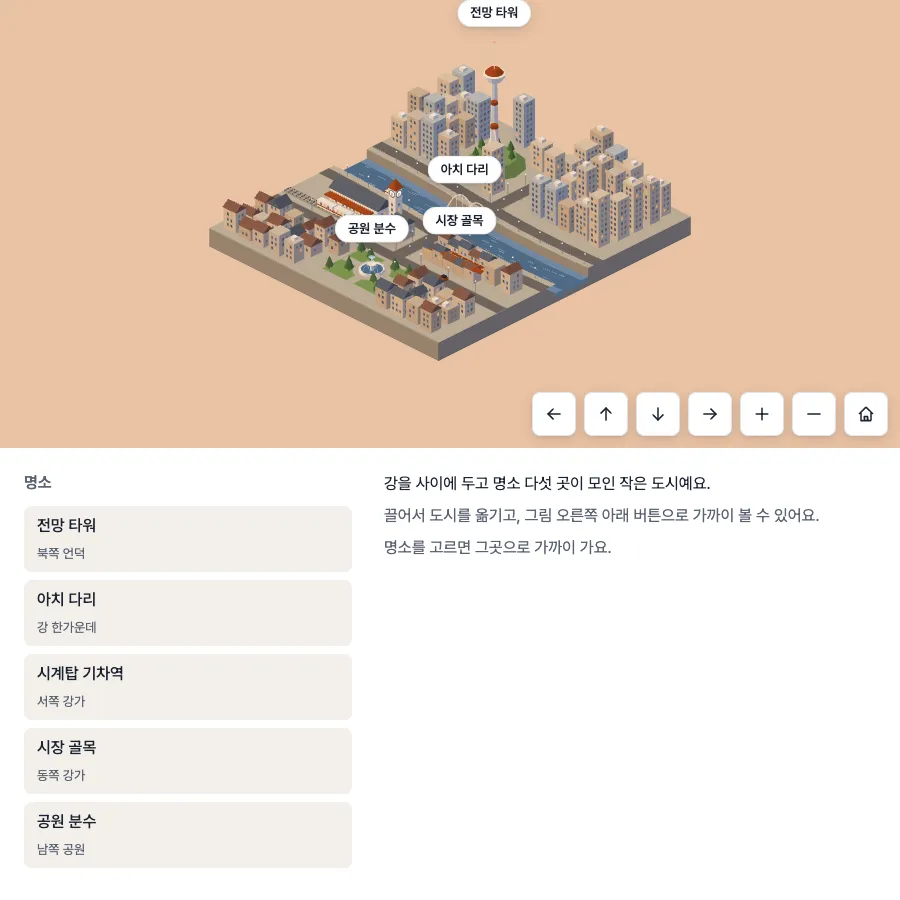 전망 타워
아치 다리
시장 골목
공원 분수
명소
전망 타워
북쪽 언덕
아치 다리
강 한가운데
시계탑 기차역
서쪽 강가
시장 골목
동쪽 강가
공원 분수
남쪽 공원
강을 사이에 두고 명소 다섯 곳이 모인 작은 도시예요.
끌어서 도시를 옮기고, 그림 오른쪽 아래 버튼으로 가까이 볼 수 있어요.
명소를 고르면 그곳으로 가까이 가요.